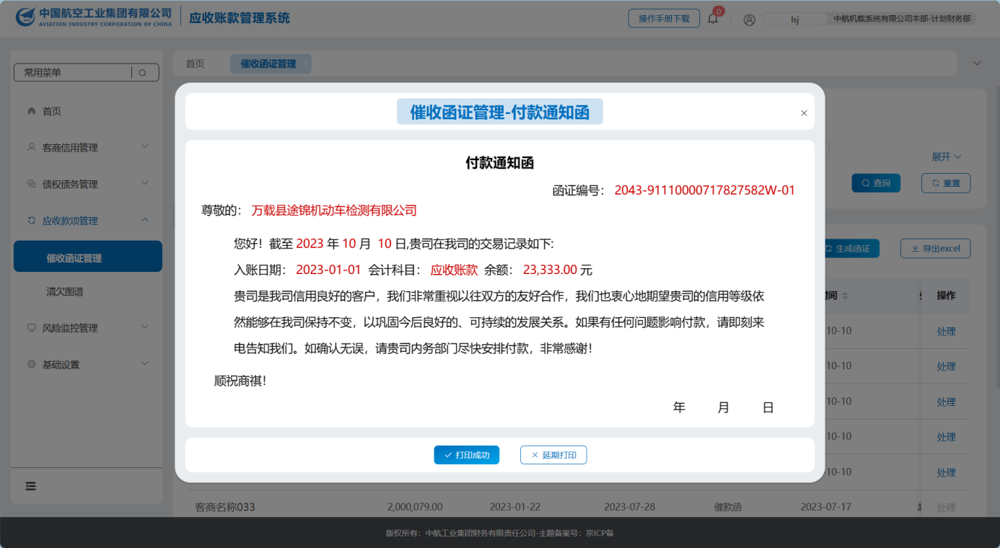 中国航空工业集团有限公司
AVIATION INDUSTRY CORPORATION OF CHINA
应收账款管理系统
操作手册下载
0
lsj
中航机载系统有限公司本部-计划财务部
常用菜单
首页
客商信用管理
债权债务管理
应收款项管理
催收函证管理
清欠图谱
风险监控管理
基础设置
首页
催收函证管理
展开
查询
重置
生成函证
导出excel
催收函证管理-付款通知函
付款通知函
函证编号： 2043-91110000717827582W-01
尊敬的： 万载县途锦机动车检测有限公司
您好！截至 2023 年 10 月 10 日,贵司在我司的交易记录如下:
入账日期： 2023-01-01 会计科目： 应收账款 余额： 23,333.00 元
贵司是我司信用良好的客户，我们非常重视以往双方的友好合作，我们也衷心地期望贵司的信用等级依
然能够在我司保持不变，以巩固今后良好的、可持续的发展关系。如果有任何问题影响付款，请即刻来
电告知我们。如确认无误，请贵司内务部门尽快安排付款，非常感谢！
顺祝商祺！
年 月 日
打印成功
延期打印
间 操作
10-10 处理
10-10 处理
10-10 处理
10-10 处理
10-10 处理
客商名称033 2,000,079.00 2023-01-22 2023-07-28 催款函 2023-07-17 处理
版权所有：中航工业集团财务有限责任公司-主题备案号：京ICP备